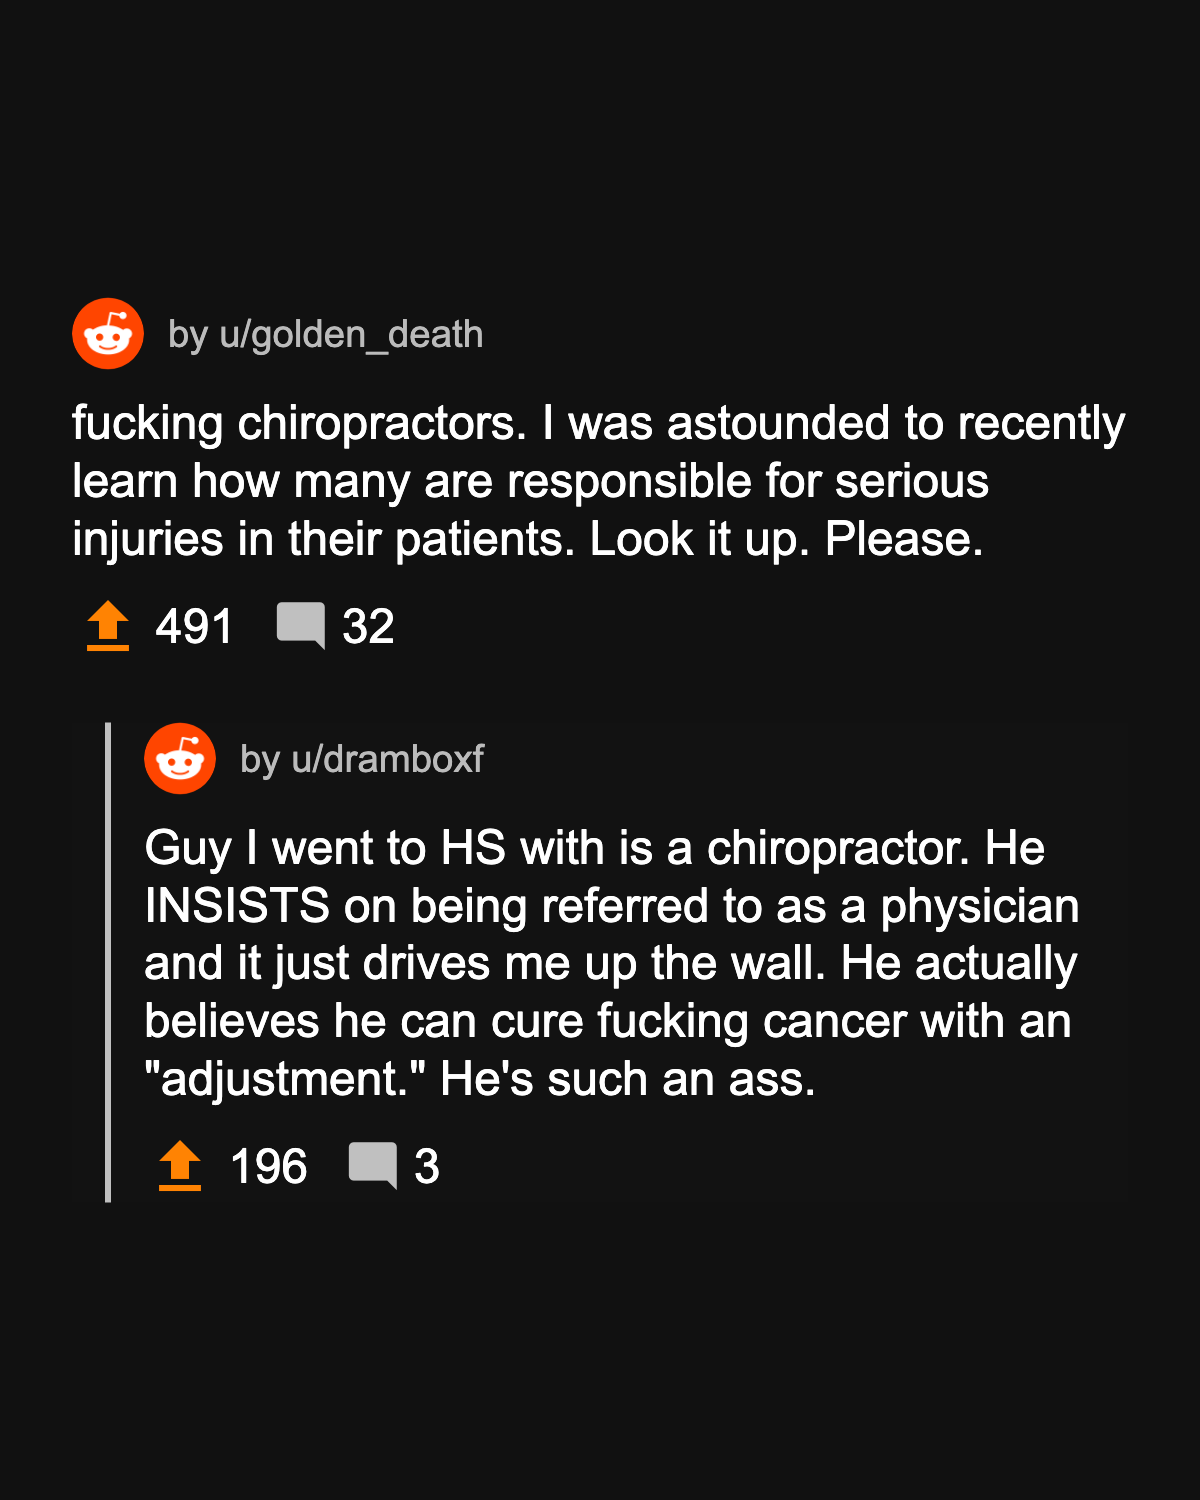 by u/golden_death
fucking chiropractors. I was astounded to recently
learn how many are responsible for serious
injuries in their patients. Look it up. Please.
491 32
by u/dramboxf
Guy I went to HS with is a chiropractor. He
INSISTS on being referred to as a physician
and it just drives me up the wall. He actually
believes he can cure fucking cancer with an
"adjustment." He's such an ass.
196 3